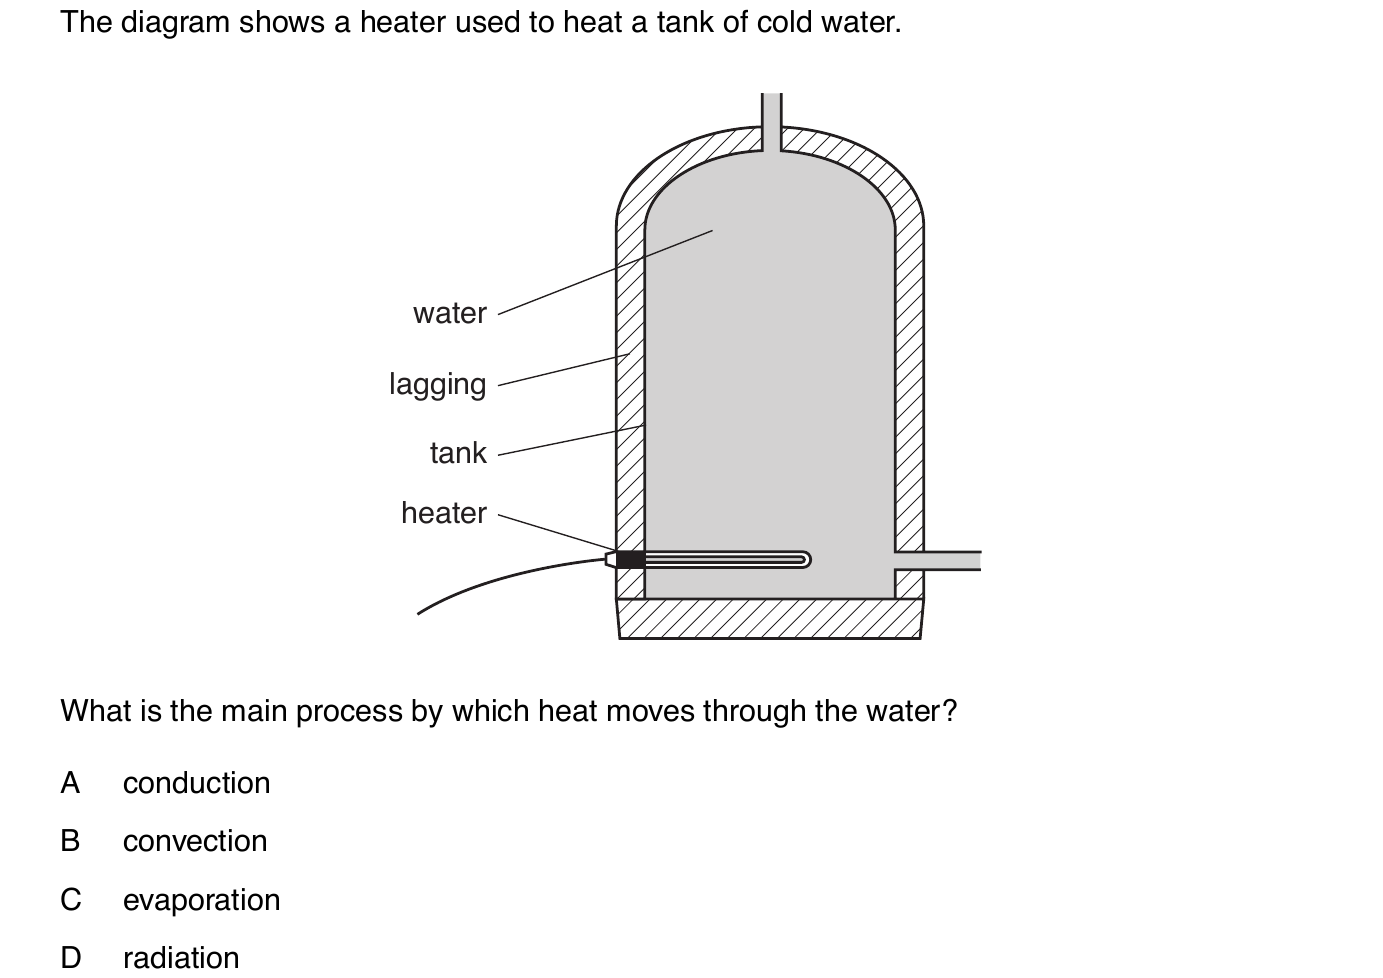 The diagram shows a heater used to heat a tank of cold water.
water
lagging
tank
heater
What is the main process by which heat moves through the water?
A conduction
B convection
C evaporation
D radiation